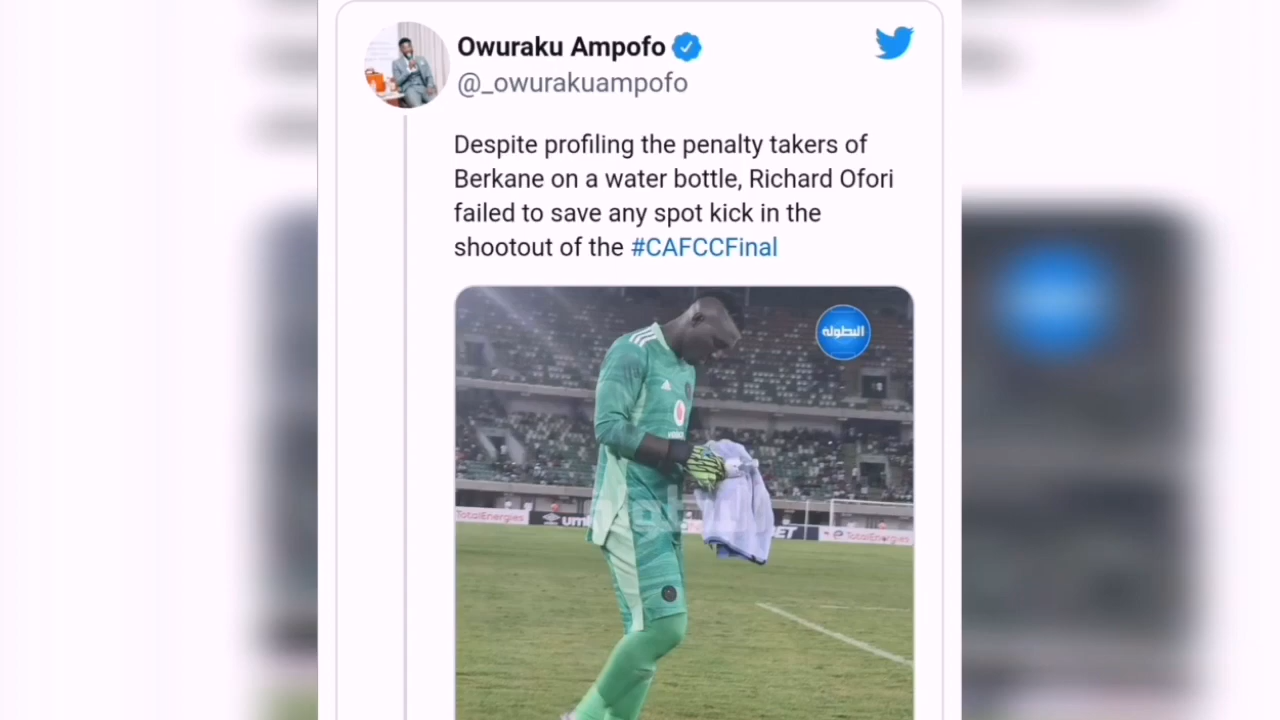 Owuraku Ampofo
@_owurakuampofo
Despite profiling the penalty takers of
Berkane on a water bottle, Richard Ofori
failed to save any spot kick in the
shootout of the #CAFCCFinal
البطولة
TotalEnergies
TotalEnergies